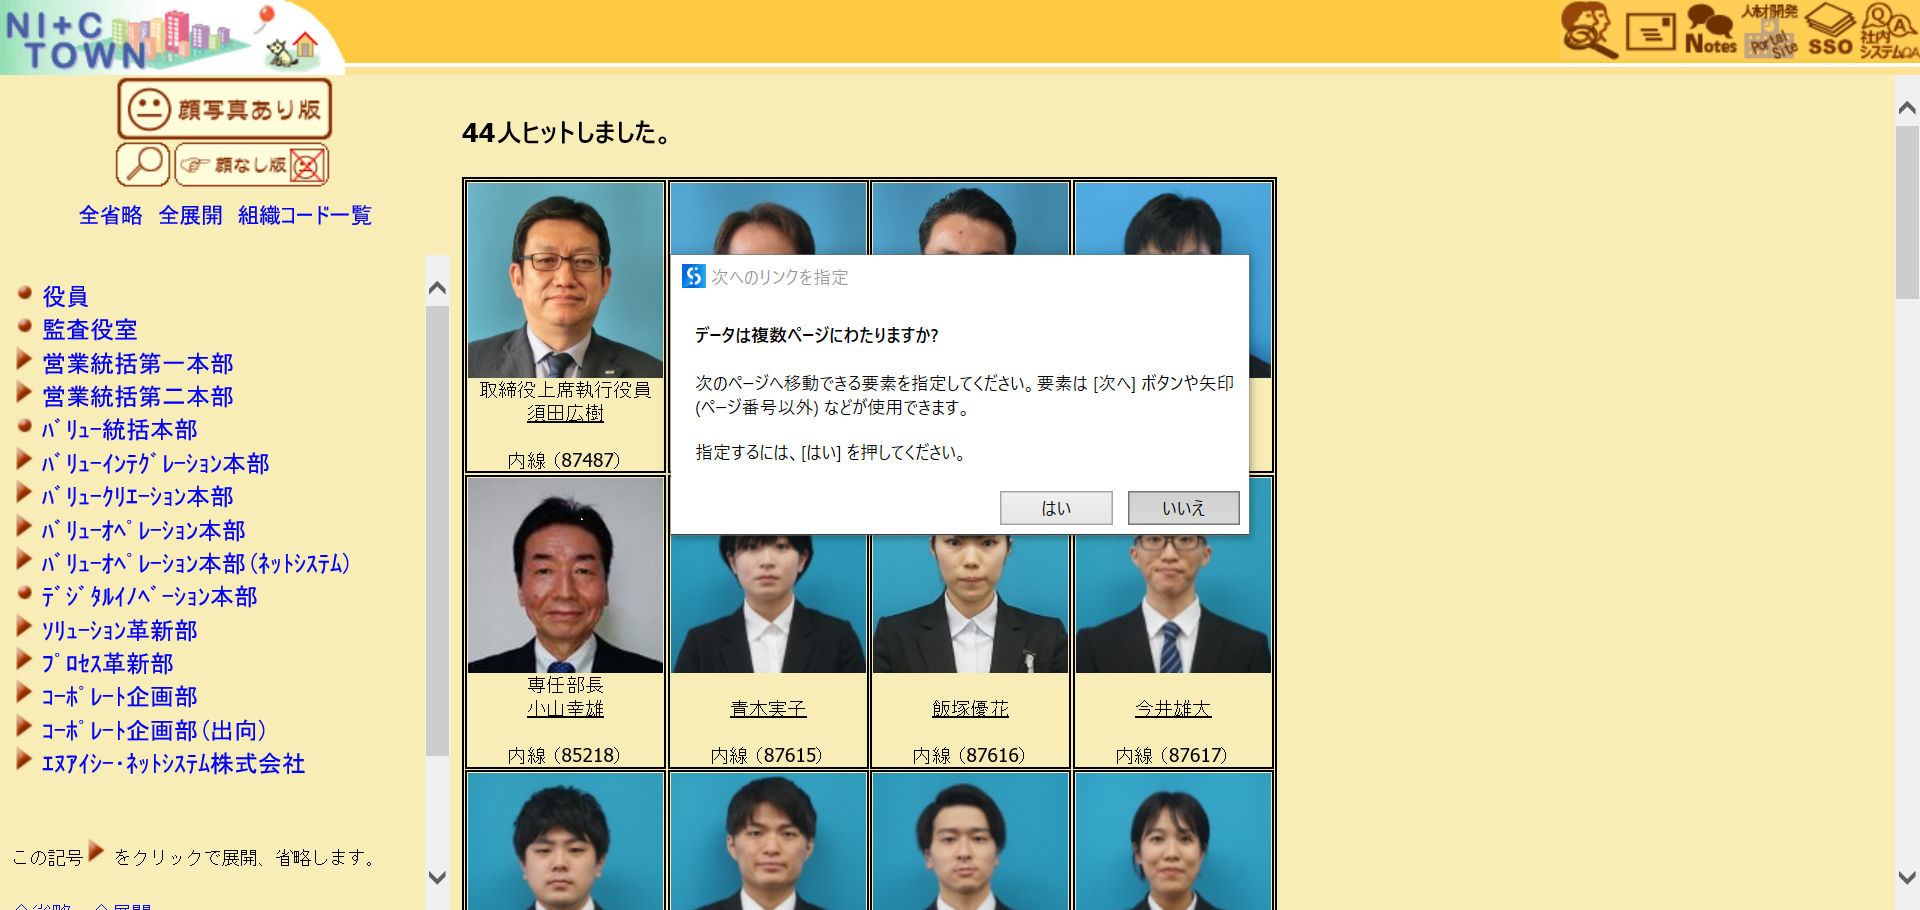 NI+C
TOWN
Notes
人材開発
Portal
Site
SSO
Q
A
社内
システムQA
顔写真あり版
顔なし版
全省略 全展開 組織コード一覧
役員
監査役室
営業統括第一本部
営業統括第二本部
ﾊﾞﾘｭｰ統括本部
ﾊﾞﾘｭｰｲﾝﾃｸﾞﾚｰｼｮﾝ本部
ﾊﾞﾘｭｰｸﾘｴｰｼｮﾝ本部
ﾊﾞﾘｭｰｵﾍﾟﾚｰｼｮﾝ本部
ﾊﾞﾘｭｰｵﾍﾟﾚｰｼｮﾝ本部(ﾈｯﾄｼｽﾃﾑ)
ﾃﾞｼﾞﾀﾙｲﾉﾍﾞｰｼｮﾝ本部
ｿﾘｭｰｼｮﾝ革新部
ﾌﾟﾛｾｽ革新部
ｺｰﾎﾟﾚｰﾄ企画部
ｺｰﾎﾟﾚｰﾄ企画部(出向)
ｴﾇｱｲｼｰ･ﾈｯﾄｼｽﾃﾑ株式会社
この記号 をクリックで展開、省略します。
全省略 全展開
44人ヒットしました。
取締役上席執行役員
須田広樹
内線 (87487)
次へのリンクを指定
データは複数ページにわたりますか?
次のページへ移動できる要素を指定してください。要素は [次へ] ボタンや矢印
(ページ番号以外) などが使用できます。
指定するには、[はい] を押してください。
はい いいえ
専任部長
小山幸雄
内線 (85218)
青木実子
内線 (87615)
飯塚優花
内線 (87616)
今井雄大
内線 (87617)